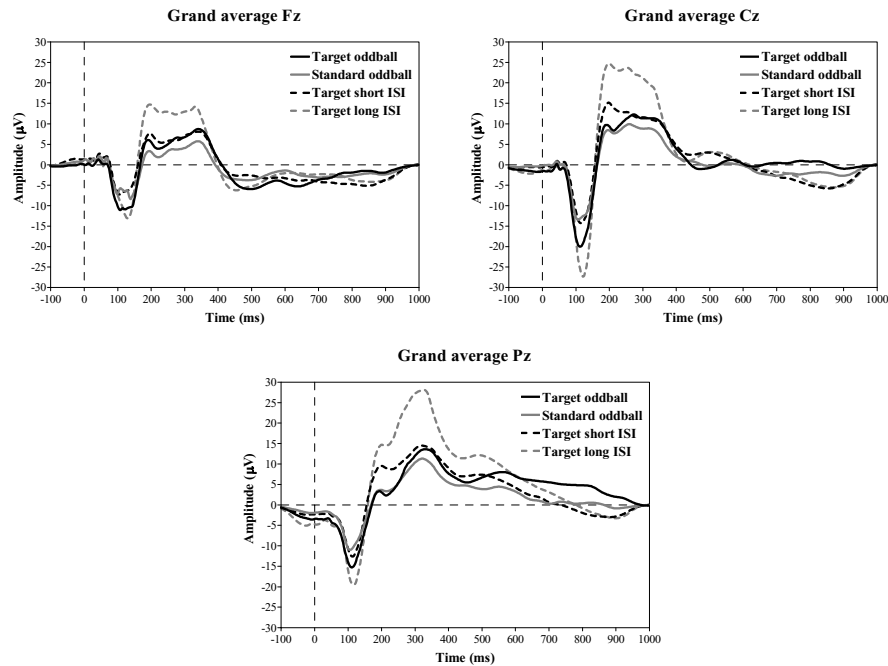 Grand average Fz
30
25
20
15
10
5
0
-5
-10
-15
-20
-25
-30
Amplitude (µV)
-100 0 100 200 300 400 500 600 700 800 900 1000
Time (ms)
Target oddball
Standard oddball
Target short ISI
Target long ISI
Grand average Cz
30
25
20
15
10
5
0
-5
-10
-15
-20
-25
-30
Amplitude (µV)
-100 0 100 200 300 400 500 600 700 800 900 1000
Time (ms)
Target oddball
Standard oddball
Target short ISI
Target long ISI
Grand average Pz
30
25
20
15
10
5
0
-5
-10
-15
-20
-25
-30
Amplitude (µV)
-100 0 100 200 300 400 500 600 700 800 900 1000
Time (ms)
Target oddball
Standard oddball
Target short ISI
Target long ISI